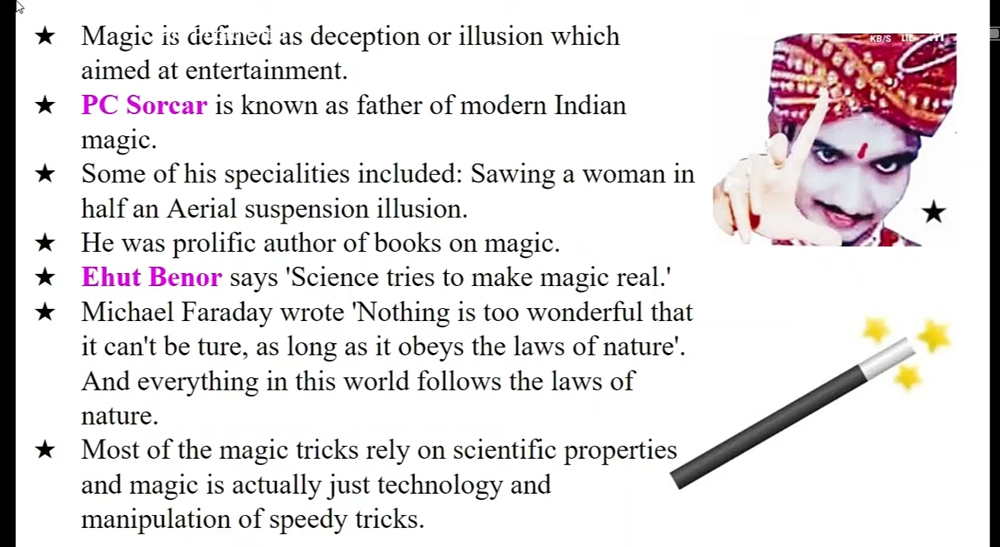 ★ Magic is defined as deception or illusion which
aimed at entertainment.
★ PC Sorcar is known as father of modern Indian
magic.
★ Some of his specialities included: Sawing a woman in
half an Aerial suspension illusion.
★ He was prolific author of books on magic.
★ Ehut Benor says 'Science tries to make magic real.'
★ Michael Faraday wrote 'Nothing is too wonderful that
it can't be ture, as long as it obeys the laws of nature'.
And everything in this world follows the laws of
nature.
★ Most of the magic tricks rely on scientific properties
and magic is actually just technology and
manipulation of speedy tricks.
KB/S LTE